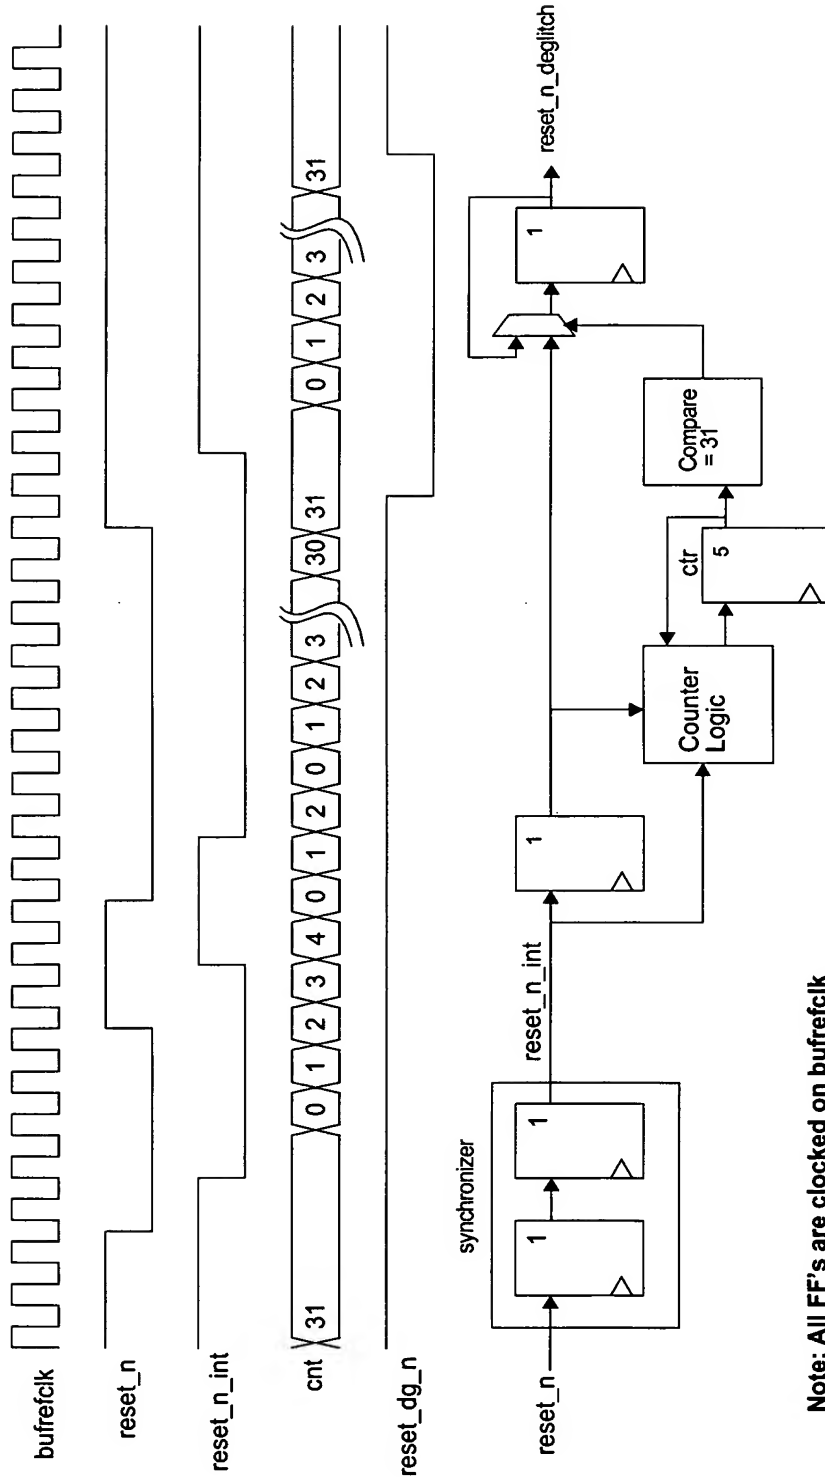 bufrefclk
reset_n
reset_n_int
cnt 31 0 1 2 3 4 0 1 2 0 1 2 3 30 31 0 1 2 3 31
reset_dg_n
synchronizer
reset_n
1
1
reset_n_int
1
Counter
Logic
ctr
5
Compare
= 31
1
reset_n_deglitch
Note: All FF's are clocked on bufrefclk